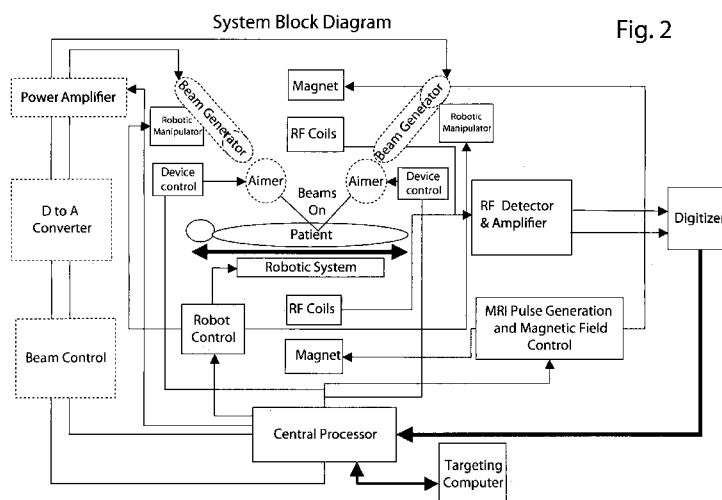 System Block Diagram
Fig. 2
Power Amplifier
Robotic
Manipulator
Beam Generator
Magnet
RF Coils
Beam Generator
Robotic
Manipulator
Device
control
Aimer
Beams
On
Aimer
Device
control
D to A
Converter
RF Detector
& Amplifier
Digitizer
Patient
Robotic System
RF Coils
Robot
Control
MRI Pulse Generation
and Magnetic Field
Control
Magnet
Beam Control
Central Processor
Targeting
Computer